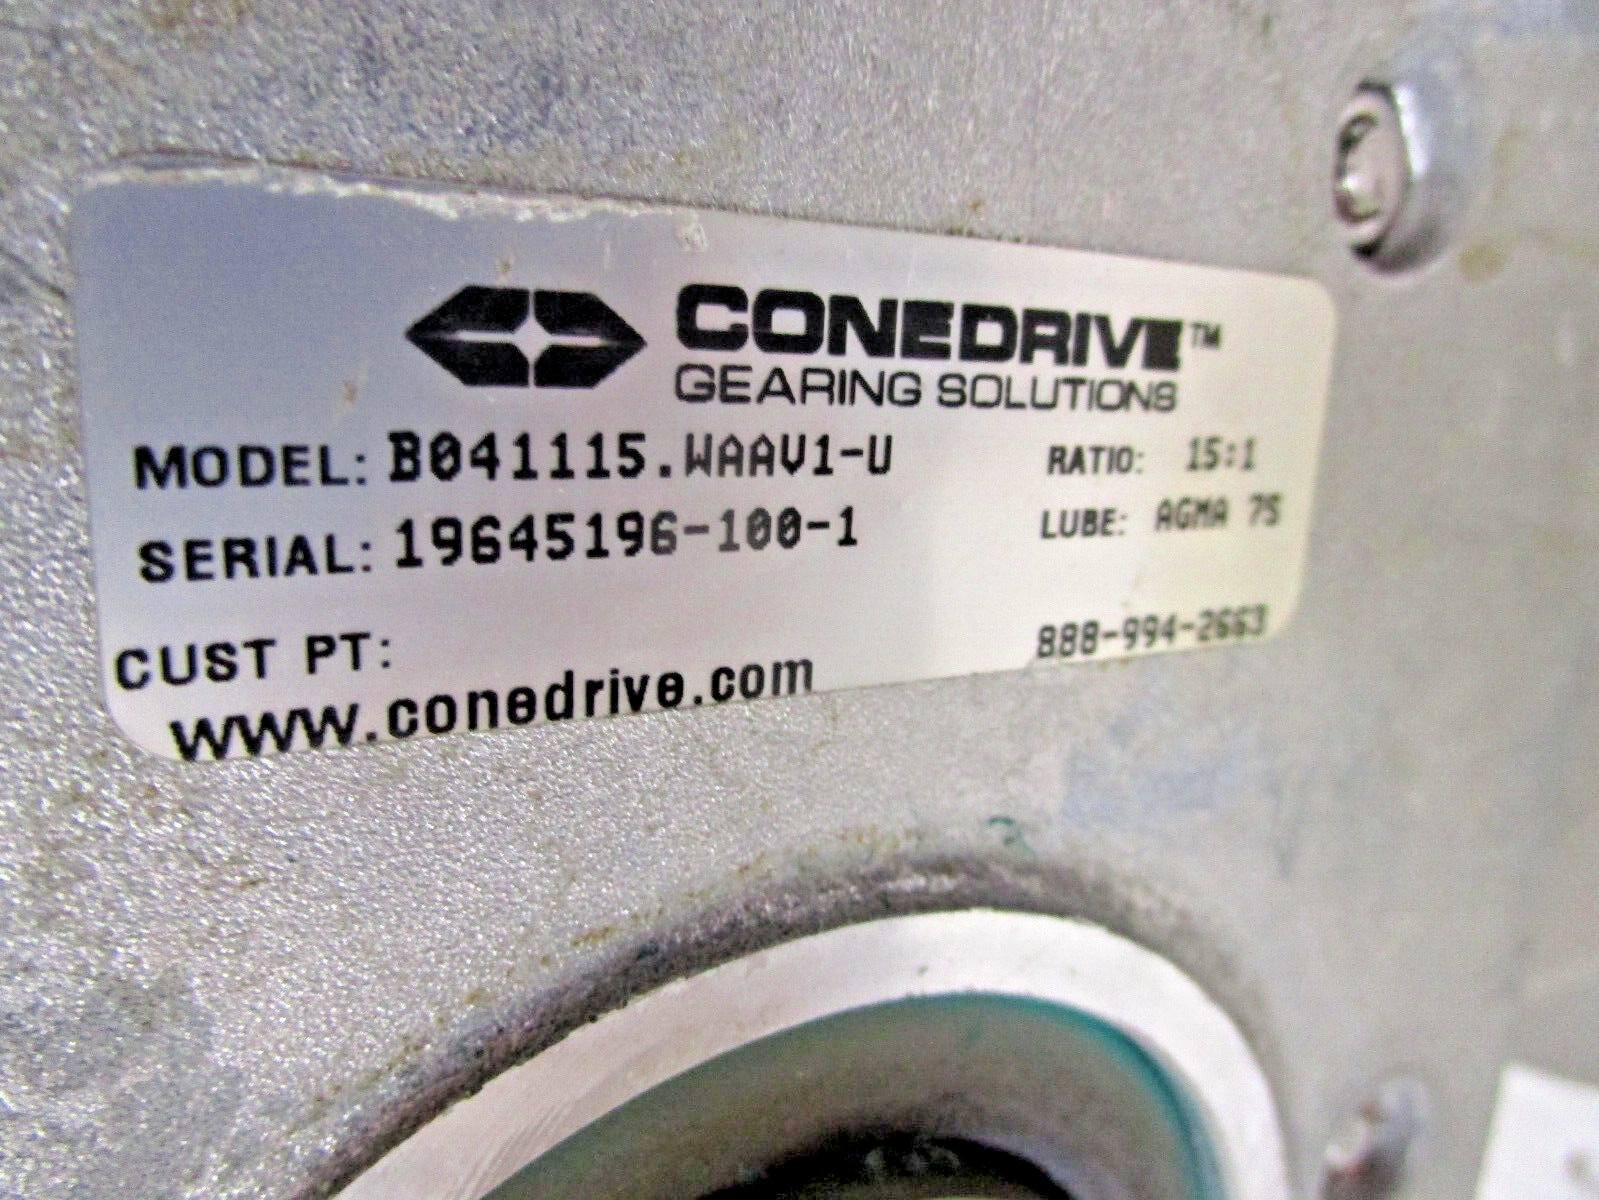 CONEDRIVE™
GEARING SOLUTIONS
MODEL: B041115.WAAV1-U RATIO: 15:1
SERIAL: 19645196-100-1 LUBE: AGMA 7S
CUST PT:
www.conedrive.com 888-994-2663